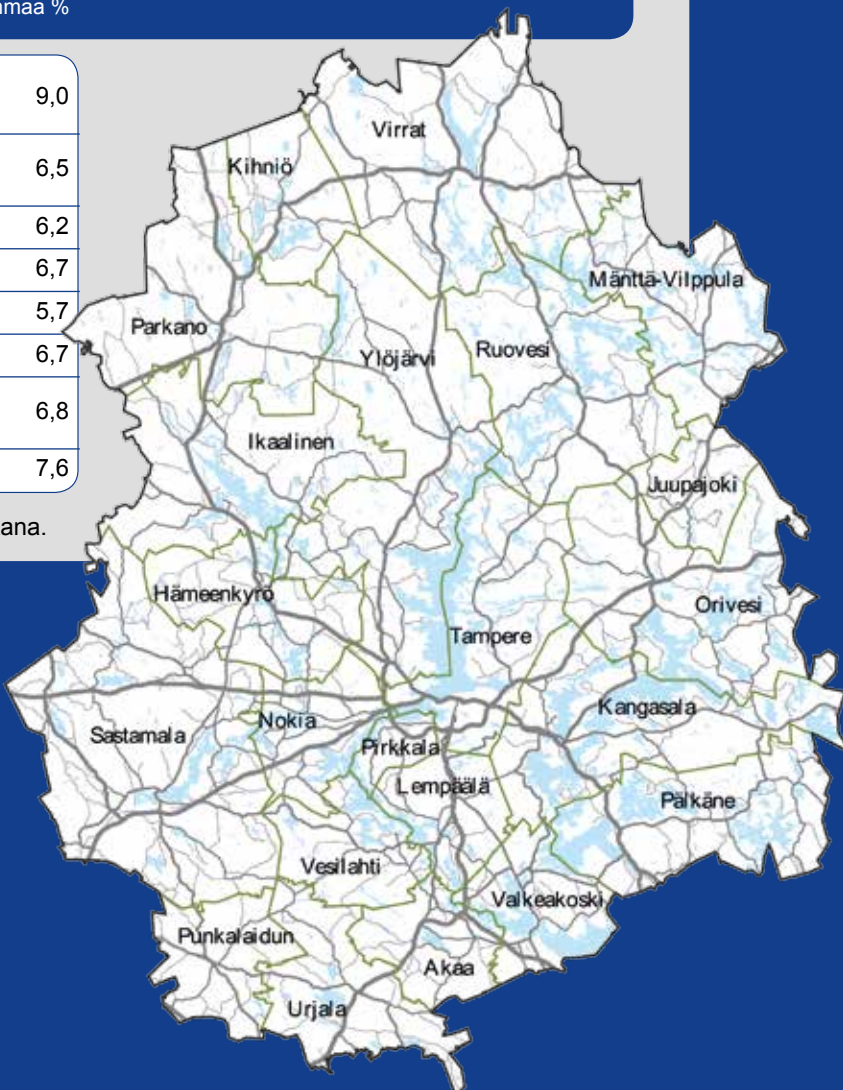 %
9,0
6,5
6,2
6,7
5,7
6,7
6,8
7,6
Virrat
Kihniö
Mänttä-Vilppula
Parkano
Ylöjärvi
Ruovesi
Ikaalinen
Juupajoki
Hämeenkyrö
Orivesi
Tampere
Kangasala
Sastamala
Nokia
Pirkkala
Lempäälä
Pälkäne
Vesilahti
Valkeakoski
Punkalaidun
Akaa
Urjala